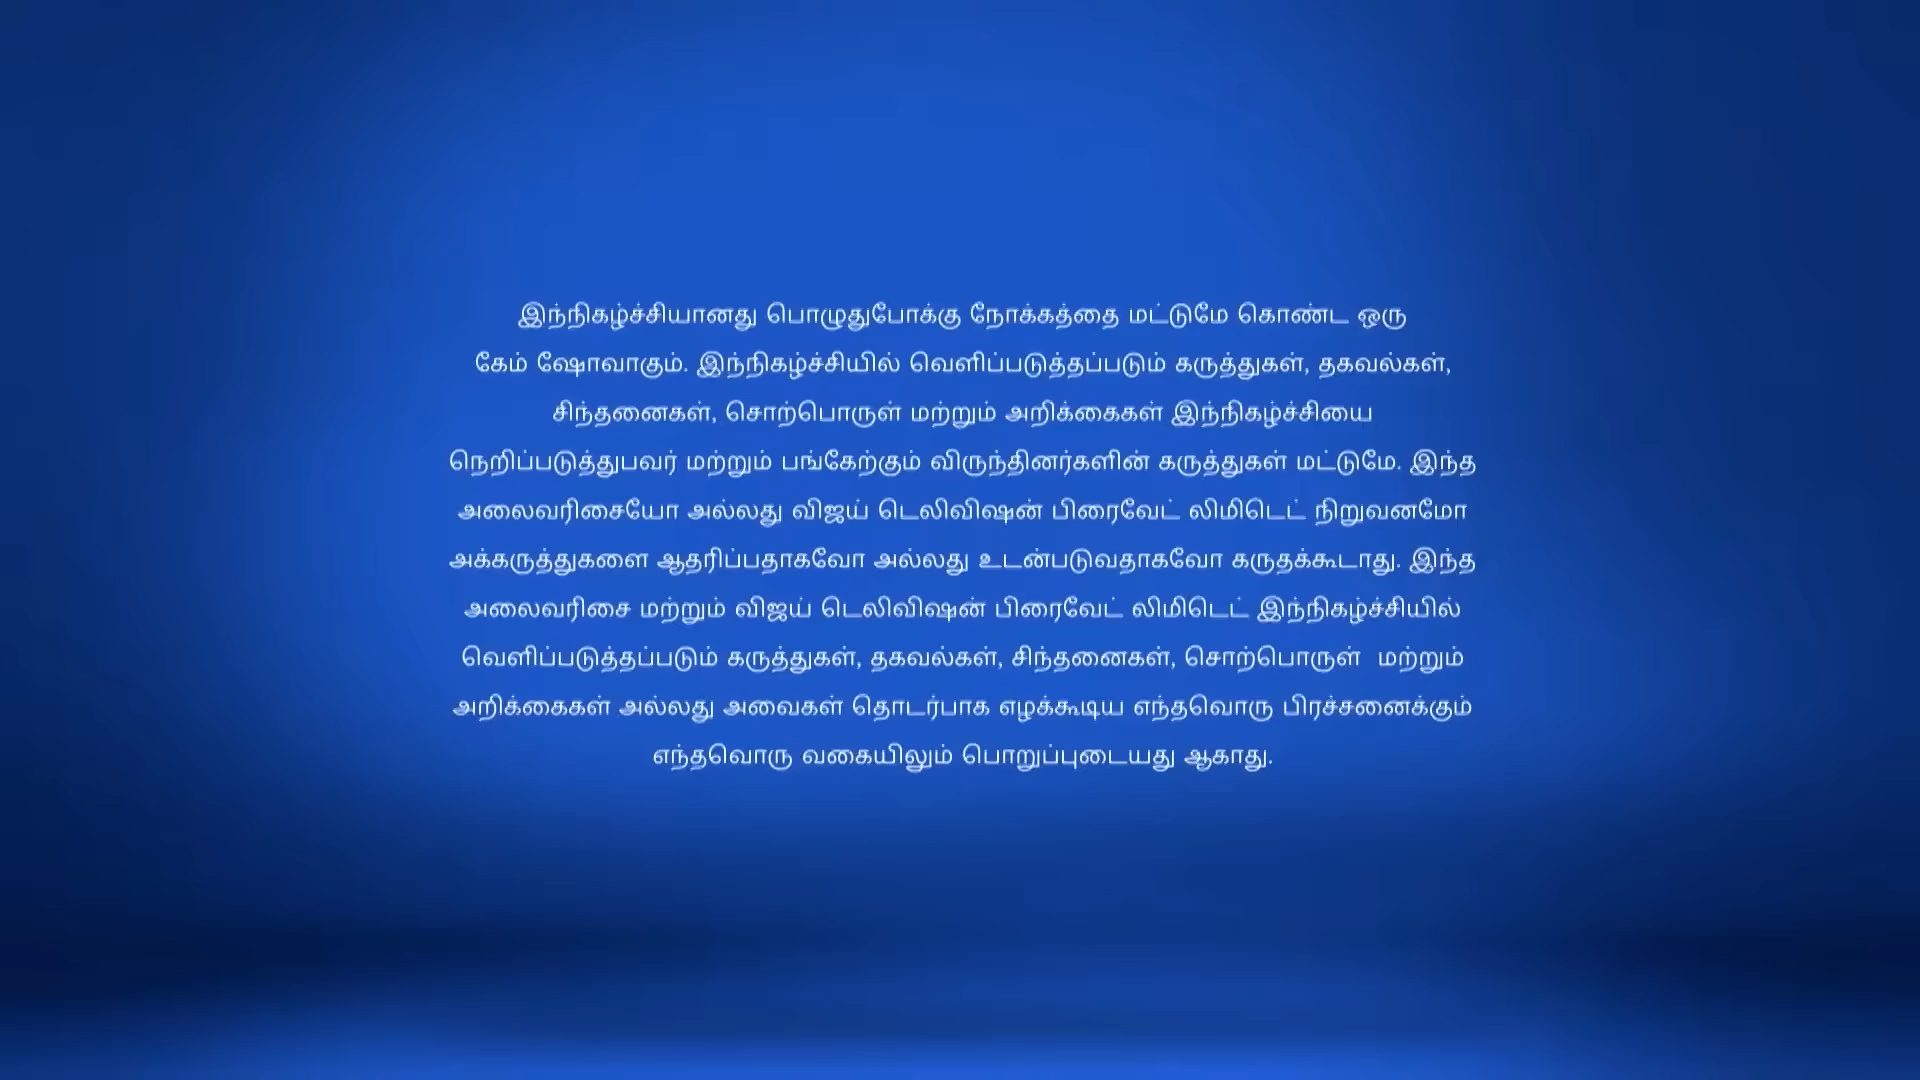 இந்நிகழ்ச்சியானது பொழுதுபோக்கு நோக்கத்தை மட்டுமே கொண்ட ஒரு
கேம் ஷோவாகும். இந்நிகழ்ச்சியில் வெளிப்படுத்தப்படும் கருத்துகள், தகவல்கள்,
சிந்தனைகள், சொற்பொருள் மற்றும் அறிக்கைகள் இந்நிகழ்ச்சியை
நெறிப்படுத்துபவர் மற்றும் பங்கேற்கும் விருந்தினர்களின் கருத்துகள் மட்டுமே. இந்த
அலைவரிசையோ அல்லது விஜய் டெலிவிஷன் பிரைவேட் லிமிடெட் நிறுவனமோ
அக்கருத்துகளை ஆதரிப்பதாகவோ அல்லது உடன்படுவதாகவோ கருதக்கூடாது. இந்த
அலைவரிசை மற்றும் விஜய் டெலிவிஷன் பிரைவேட் லிமிடெட் இந்நிகழ்ச்சியில்
வெளிப்படுத்தப்படும் கருத்துகள், தகவல்கள், சிந்தனைகள், சொற்பொருள் மற்றும்
அறிக்கைகள் அல்லது அவைகள் தொடர்பாக எழக்கூடிய எந்தவொரு பிரச்சனைக்கும்
எந்தவொரு வகையிலும் பொறுப்புடையது ஆகாது.